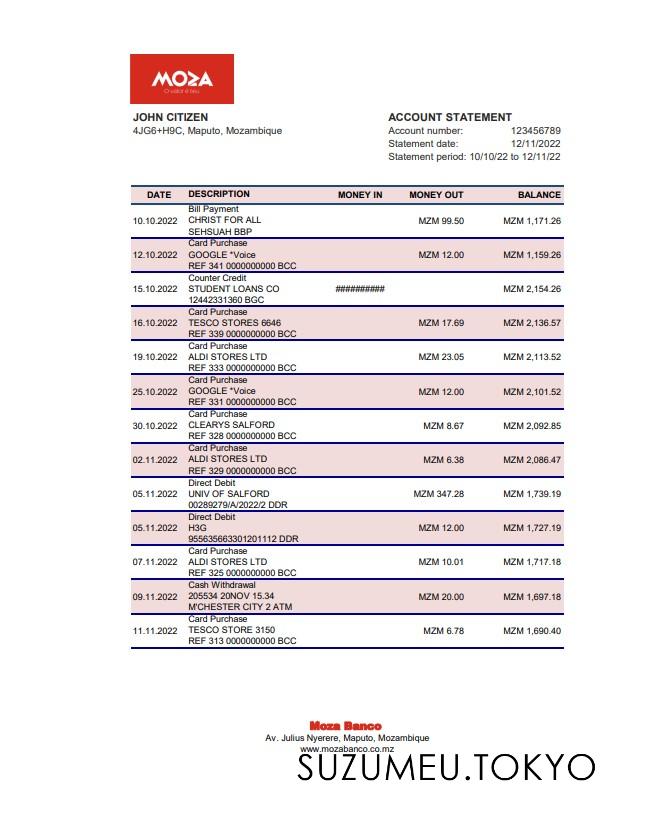 MOZA
O valor é seu
JOHN CITIZEN
4JG6+H9C, Maputo, Mozambique
ACCOUNT STATEMENT
Account number: 123456789
Statement date: 12/11/2022
Statement period: 10/10/22 to 12/11/22
DATE DESCRIPTION MONEY IN MONEY OUT BALANCE
Bill Payment
10.10.2022 CHRIST FOR ALL MZM 99.50 MZM 1,171.26
SEHSUAH BBP
Card Purchase
12.10.2022 GOOGLE *Voice MZM 12.00 MZM 1,159.26
REF 341 0000000000 BCC
Counter Credit
15.10.2022 STUDENT LOANS CO ########## MZM 2,154.26
12442331360 BGC
Card Purchase
16.10.2022 TESCO STORES 6646 MZM 17.69 MZM 2,136.57
REF 339 0000000000 BCC
Card Purchase
19.10.2022 ALDI STORES LTD MZM 23.05 MZM 2,113.52
REF 333 0000000000 BCC
Card Purchase
25.10.2022 GOOGLE *Voice MZM 12.00 MZM 2,101.52
REF 331 0000000000 BCC
Card Purchase
30.10.2022 CLEARYS SALFORD MZM 8.67 MZM 2,092.85
REF 328 0000000000 BCC
Card Purchase
02.11.2022 ALDI STORES LTD MZM 6.38 MZM 2,086.47
REF 329 0000000000 BCC
Direct Debit
05.11.2022 UNIV OF SALFORD MZM 347.28 MZM 1,739.19
00289279/A/2022/2 DDR
Direct Debit
05.11.2022 H3G MZM 12.00 MZM 1,727.19
955635663301201112 DDR
Card Purchase
07.11.2022 ALDI STORES LTD MZM 10.01 MZM 1,717.18
REF 325 0000000000 BCC
Cash Withdrawal
09.11.2022 205534 20NOV 15.34 MZM 20.00 MZM 1,697.18
M'CHESTER CITY 2 ATM
Card Purchase
11.11.2022 TESCO STORE 3150 MZM 6.78 MZM 1,690.40
REF 313 0000000000 BCC
Moza Banco
Av. Julius Nyerere, Maputo, Mozambique
www.mozabanco.co.mz
SUZUMEU.TOKYO